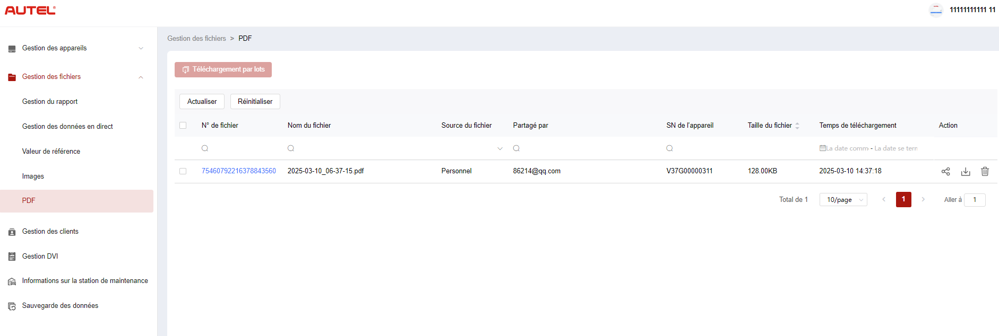 AUTEL
11111111111 11
Gestion des appareils
Gestion des fichiers
Gestion du rapport
Gestion des données en direct
Valeur de référence
Images
PDF
Gestion des clients
Gestion DVI
Informations sur la station de maintenance
Sauvegarde des données
Gestion des fichiers > PDF
Téléchargement par lots
Actualiser Réinitialiser
N° de fichier Nom du fichier Source du fichier Partagé par SN de l'appareil Taille du fichier Temps de téléchargement Action
La date comm - La date se tern
75460792216378843560 2025-03-10_06-37-15.pdf Personnel 86214@qq.com V37G00000311 128.00KB 2025-03-10 14:37:18
Total de 1 10/page 1 Aller à 1